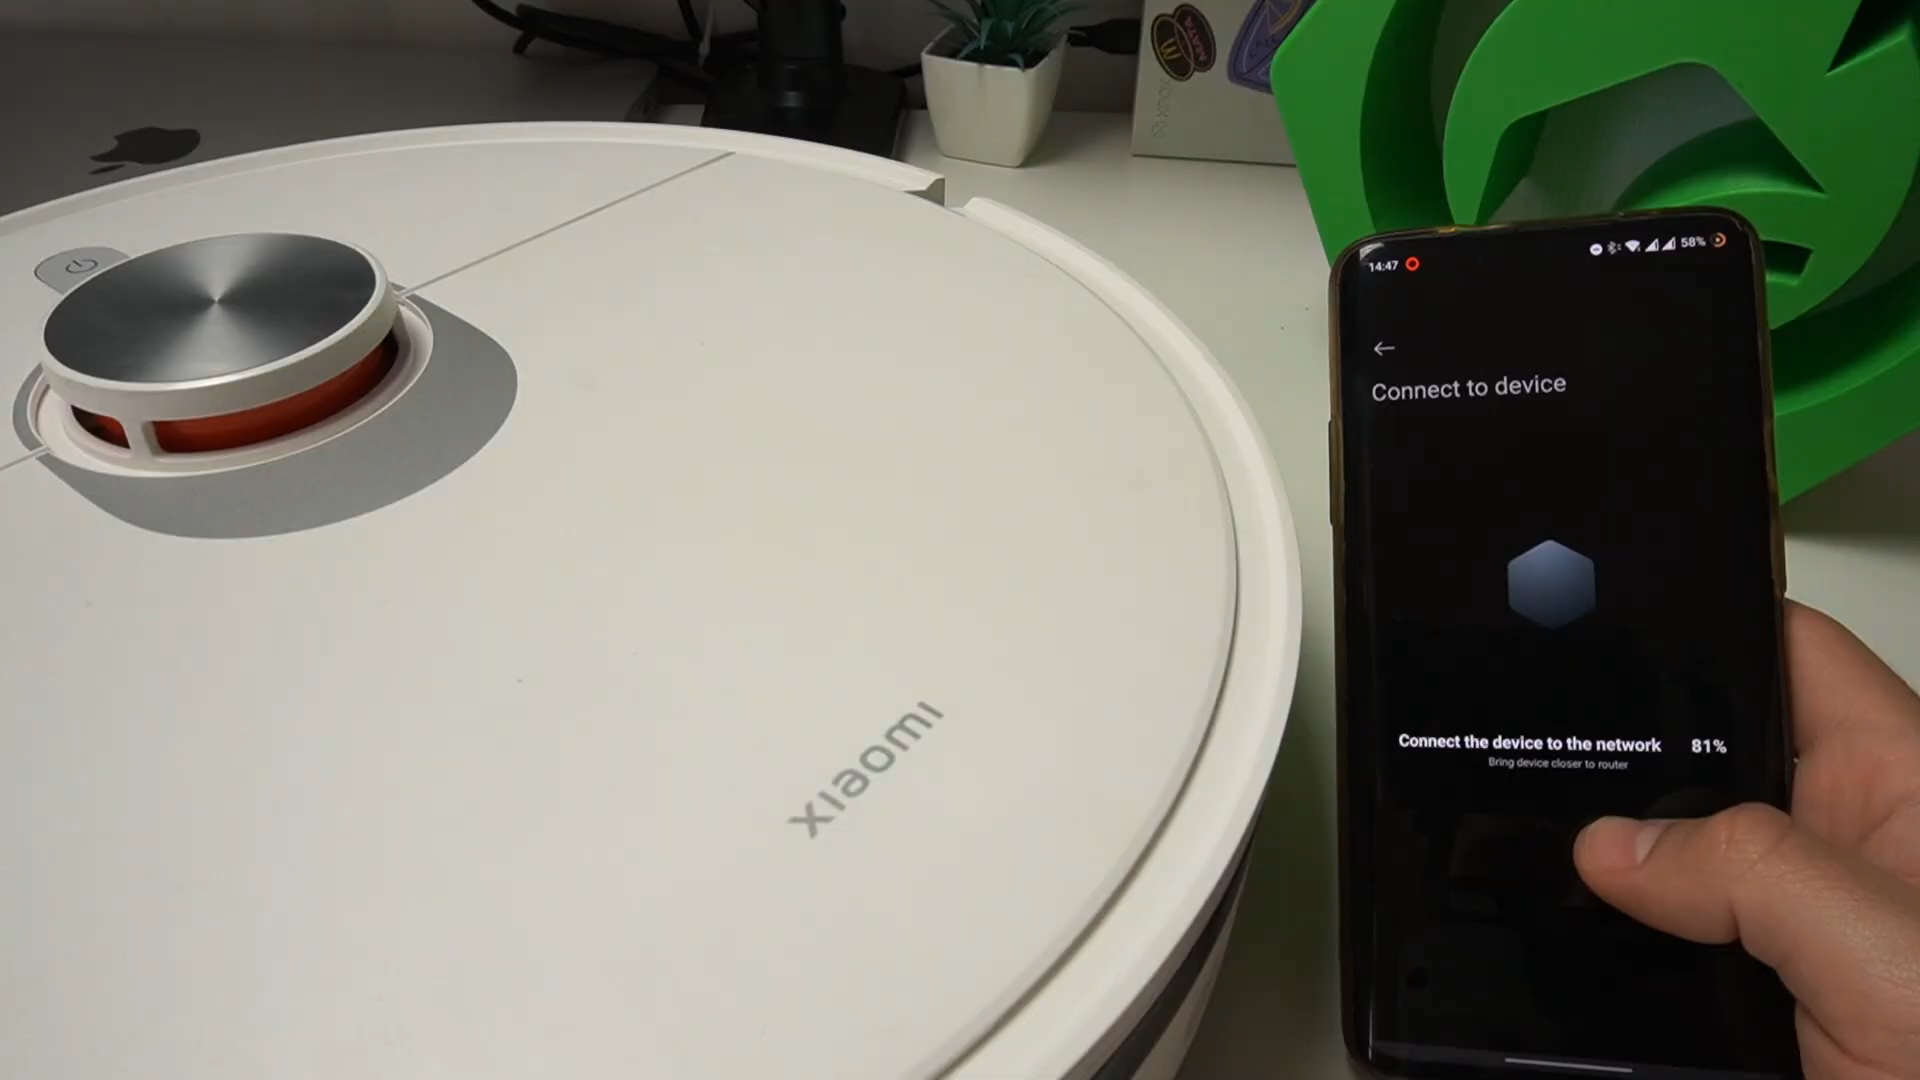 MATA
14:47
58%
Connect to device
Connect the device to the network 81%
Bring device closer to router
xiaomi